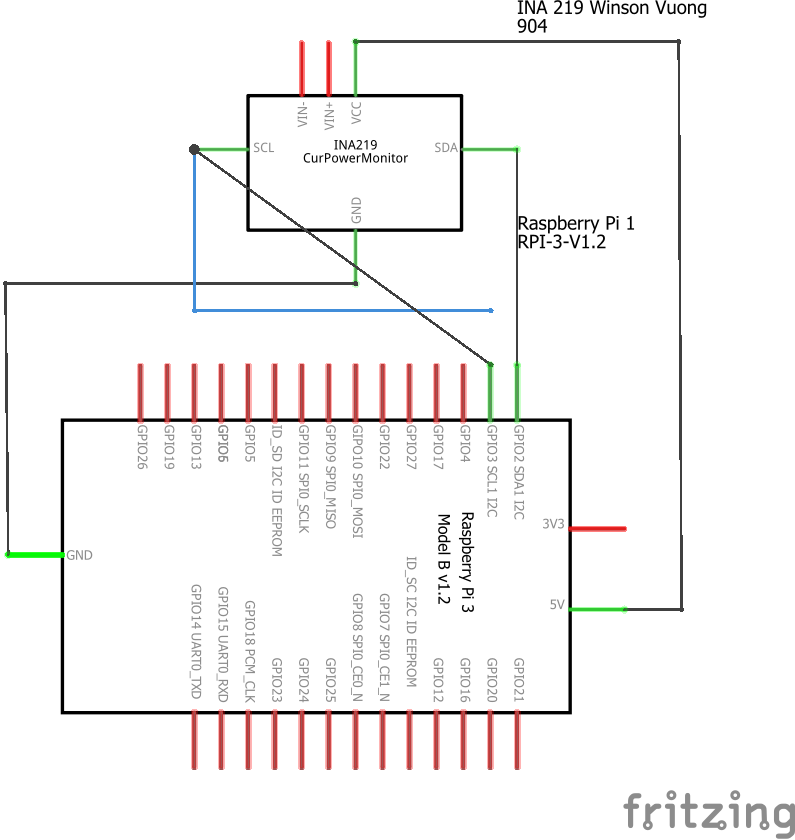 INA 219 Winson Vuong
904
VIN-
VIN+
VCC
SCL
INA219
CurPowerMonitor
SDA
GND
Raspberry Pi 1
RPI-3-V1.2
GPIO26
GPIO19
GPIO13
GPIO5
ID_SD I2C ID EEPROM
GPIO11 SPI0_SCLK
GPIO9 SPI0_MISO
GIPO10 SPI0_MOSI
GPIO22
GPIO27
GPIO17
GPIO4
GPIO3 SCL1 I2C
GPIO2 SDA1 I2C
3V3
Raspberry Pi 3
Model B v1.2
GND
5V
GPIO14 UART0_TXD
GPIO15 UART0_RXD
GPIO18 PCM_CLK
GPIO23
GPIO24
GPIO25
GPIO8 SPI0_CE0_N
GPIO7 SPI0_CE1_N
ID_SC I2C ID EEPROM
GPIO12
GPIO16
GPIO20
GPIO21
fritzing